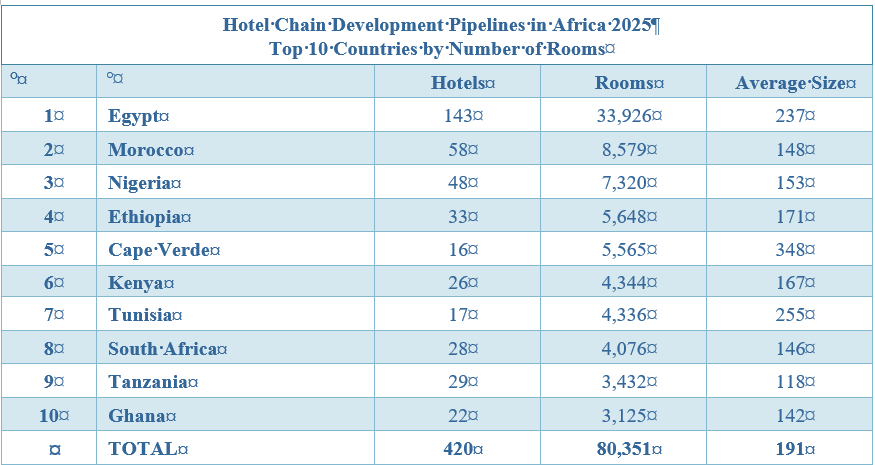 Hotel Chain Development Pipelines in Africa 2025¶
Top 10 Countries by Number of Rooms¤
°¤ °¤ Hotels¤ Rooms¤ Average Size¤
1¤ Egypt¤ 143¤ 33,926¤ 237¤
2¤ Morocco¤ 58¤ 8,579¤ 148¤
3¤ Nigeria¤ 48¤ 7,320¤ 153¤
4¤ Ethiopia¤ 33¤ 5,648¤ 171¤
5¤ Cape Verde¤ 16¤ 5,565¤ 348¤
6¤ Kenya¤ 26¤ 4,344¤ 167¤
7¤ Tunisia¤ 17¤ 4,336¤ 255¤
8¤ South Africa¤ 28¤ 4,076¤ 146¤
9¤ Tanzania¤ 29¤ 3,432¤ 118¤
10¤ Ghana¤ 22¤ 3,125¤ 142¤
¤ TOTAL¤ 420¤ 80,351¤ 191¤